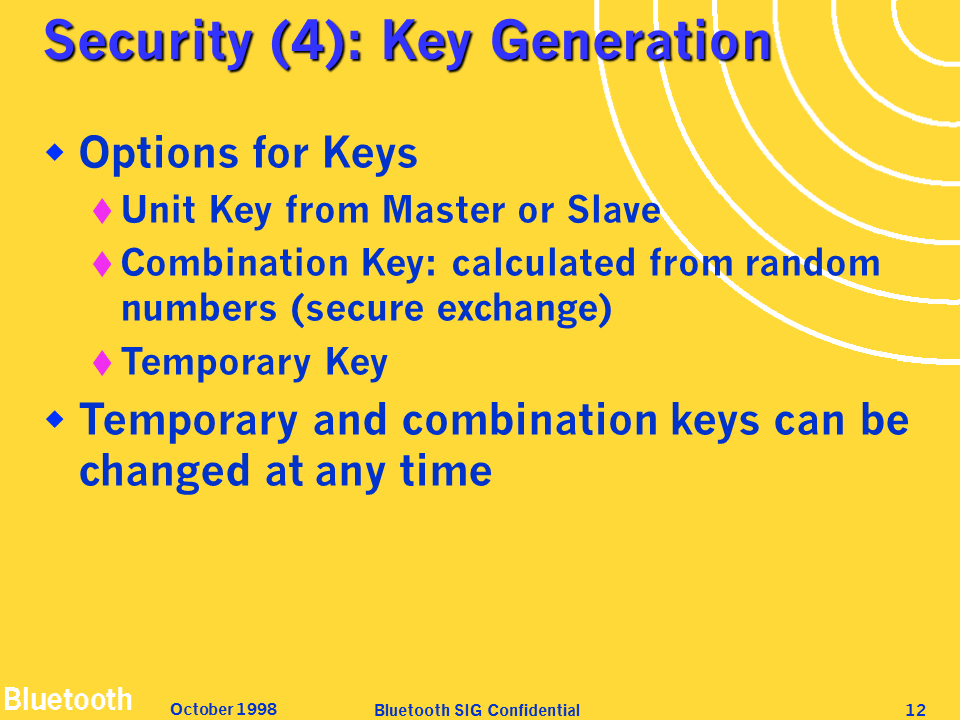 Security (4): Key Generation
Options for Keys
Unit Key from Master or Slave
Combination Key: calculated from random
numbers (secure exchange)
Temporary Key
Temporary and combination keys can be
changed at any time
Bluetooth
October 1998
Bluetooth SIG Confidential
12